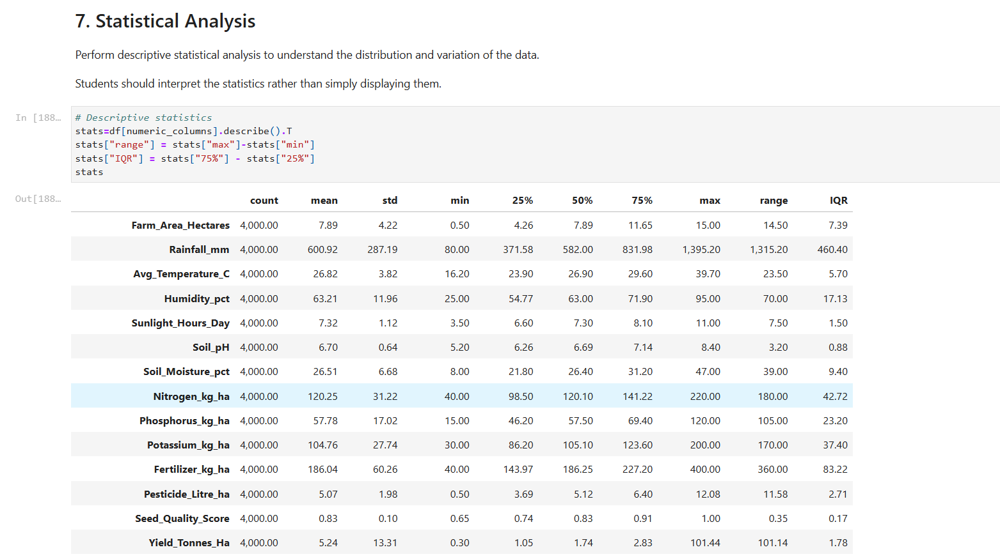 7. Statistical Analysis
Perform descriptive statistical analysis to understand the distribution and variation of the data.
Students should interpret the statistics rather than simply displaying them.
In [188…
# Descriptive statistics
stats=df[numeric_columns].describe().T
stats["range"] = stats["max"]-stats["min"]
stats["IQR"] = stats["75%"] - stats["25%"]
stats
Out[188…
count mean std min 25% 50% 75% max range IQR
Farm_Area_Hectares 4,000.00 7.89 4.22 0.50 4.26 7.89 11.65 15.00 14.50 7.39
Rainfall_mm 4,000.00 600.92 287.19 80.00 371.58 582.00 831.98 1,395.20 1,315.20 460.40
Avg_Temperature_C 4,000.00 26.82 3.82 16.20 23.90 26.90 29.60 39.70 23.50 5.70
Humidity_pct 4,000.00 63.21 11.96 25.00 54.77 63.00 71.90 95.00 70.00 17.13
Sunlight_Hours_Day 4,000.00 7.32 1.12 3.50 6.60 7.30 8.10 11.00 7.50 1.50
Soil_pH 4,000.00 6.70 0.64 5.20 6.26 6.69 7.14 8.40 3.20 0.88
Soil_Moisture_pct 4,000.00 26.51 6.68 8.00 21.80 26.40 31.20 47.00 39.00 9.40
Nitrogen_kg_ha 4,000.00 120.25 31.22 40.00 98.50 120.10 141.22 220.00 180.00 42.72
Phosphorus_kg_ha 4,000.00 57.78 17.02 15.00 46.20 57.50 69.40 120.00 105.00 23.20
Potassium_kg_ha 4,000.00 104.76 27.74 30.00 86.20 105.10 123.60 200.00 170.00 37.40
Fertilizer_kg_ha 4,000.00 186.04 60.26 40.00 143.97 186.25 227.20 400.00 360.00 83.22
Pesticide_Litre_ha 4,000.00 5.07 1.98 0.50 3.69 5.12 6.40 12.08 11.58 2.71
Seed_Quality_Score 4,000.00 0.83 0.10 0.65 0.74 0.83 0.91 1.00 0.35 0.17
Yield_Tonnes_Ha 4,000.00 5.24 13.31 0.30 1.05 1.74 2.83 101.44 101.14 1.78